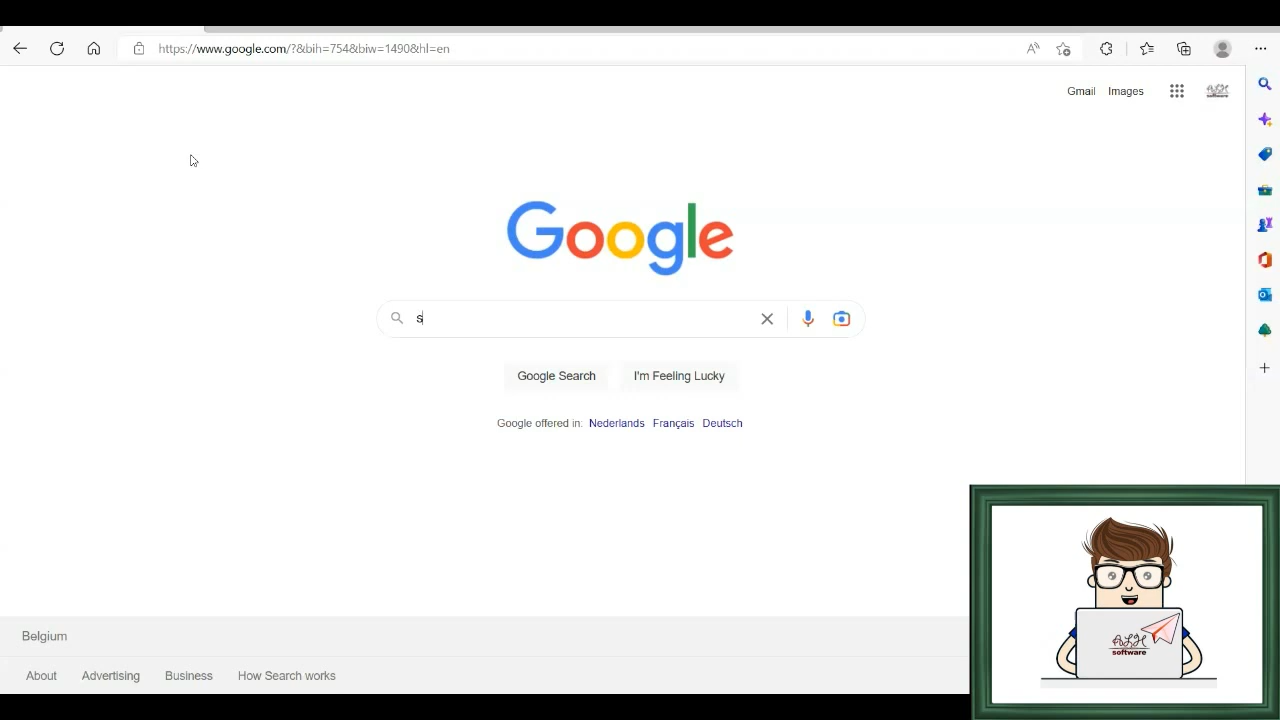 https://www.google.com/?&bih=754&biw=1490&hl=en
Gmail Images
Google
s
Google Search I'm Feeling Lucky
Google offered in: Nederlands Français Deutsch
Belgium
About Advertising Business How Search works
software